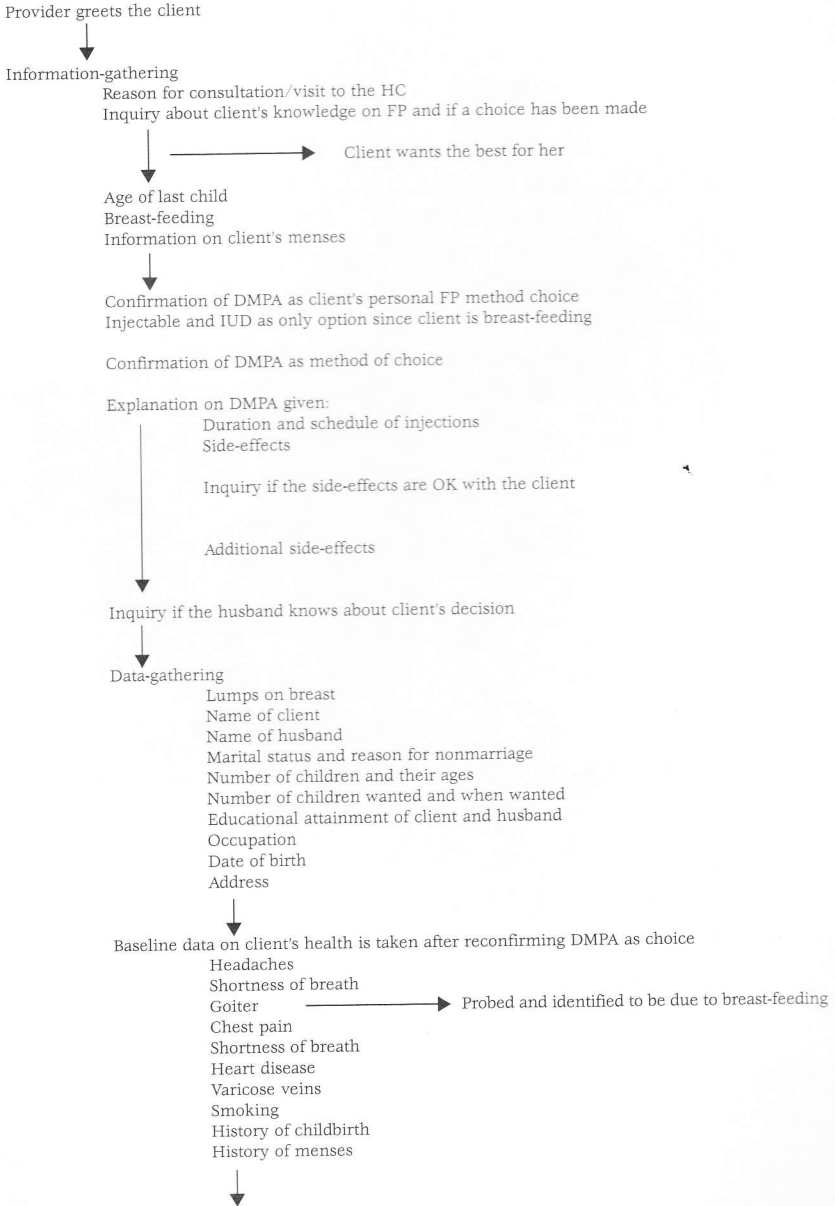 Provider greets the client
Information-gathering
Reason for consultation/visit to the HC
Inquiry about client's knowledge on FP and if a choice has been made
Client wants the best for her
Age of last child
Breast-feeding
Information on client's menses
Confirmation of DMPA as client's personal FP method choice
Injectable and IUD as only option since client is breast-feeding
Confirmation of DMPA as method of choice
Explanation on DMPA given:
Duration and schedule of injections
Side-effects
Inquiry if the side-effects are OK with the client
Additional side-effects
Inquiry if the husband knows about client's decision
Data-gathering
Lumps on breast
Name of client
Name of husband
Marital status and reason for nonmarriage
Number of children and their ages
Number of children wanted and when wanted
Educational attainment of client and husband
Occupation
Date of birth
Address
Baseline data on client's health is taken after reconfirming DMPA as choice
Headaches
Shortness of breath
Goiter
Probed and identified to be due to breast-feeding
Chest pain
Shortness of breath
Heart disease
Varicose veins
Smoking
History of childbirth
History of menses